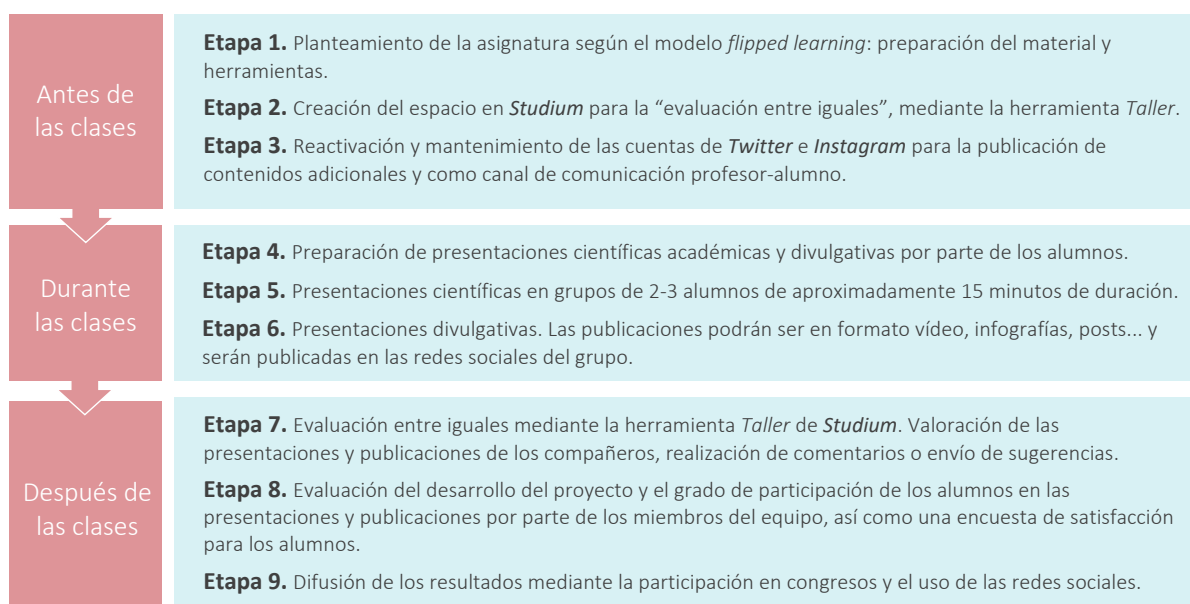 Antes de
las clases
Etapa 1. Planteamiento de la asignatura según el modelo flipped learning: preparación del material y
herramientas.
Etapa 2. Creación del espacio en Studium para la “evaluación entre iguales”, mediante la herramienta Taller.
Etapa 3. Reactivación y mantenimiento de las cuentas de Twitter e Instagram para la publicación de
contenidos adicionales y como canal de comunicación profesor-alumno.
Durante
las clases
Etapa 4. Preparación de presentaciones científicas académicas y divulgativas por parte de los alumnos.
Etapa 5. Presentaciones científicas en grupos de 2-3 alumnos de aproximadamente 15 minutos de duración.
Etapa 6. Presentaciones divulgativas. Las publicaciones podrán ser en formato vídeo, infografías, posts... y
serán publicadas en las redes sociales del grupo.
Después de
las clases
Etapa 7. Evaluación entre iguales mediante la herramienta Taller de Studium. Valoración de las
presentaciones y publicaciones de los compañeros, realización de comentarios o envío de sugerencias.
Etapa 8. Evaluación del desarrollo del proyecto y el grado de participación de los alumnos en las
presentaciones y publicaciones por parte de los miembros del equipo, así como una encuesta de satisfacción
para los alumnos.
Etapa 9. Difusión de los resultados mediante la participación en congresos y el uso de las redes sociales.